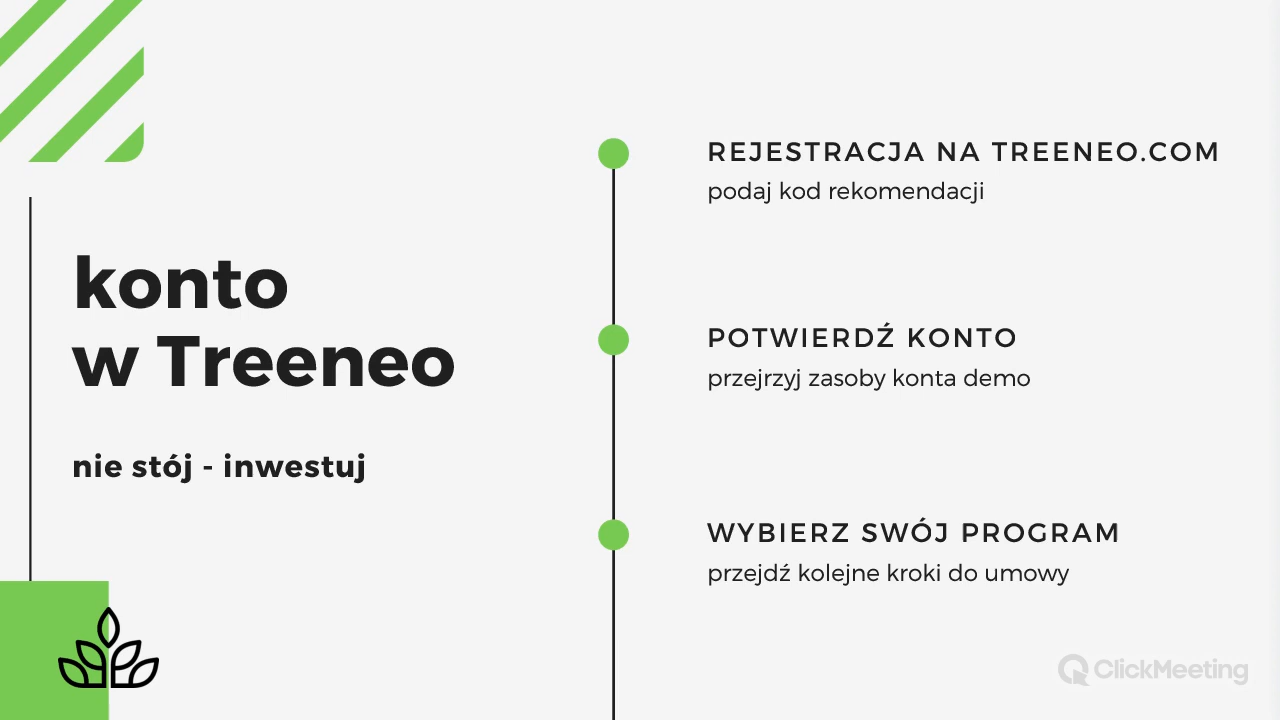 konto
w Treeneo
nie stój - inwestuj
REJESTRACJA NA TREENEO.COM
podaj kod rekomendacji
POTWIERDŹ KONTO
przejrzyj zasoby konta demo
WYBIERZ SWÓJ PROGRAM
przejdź kolejne kroki do umowy
ClickMeeting